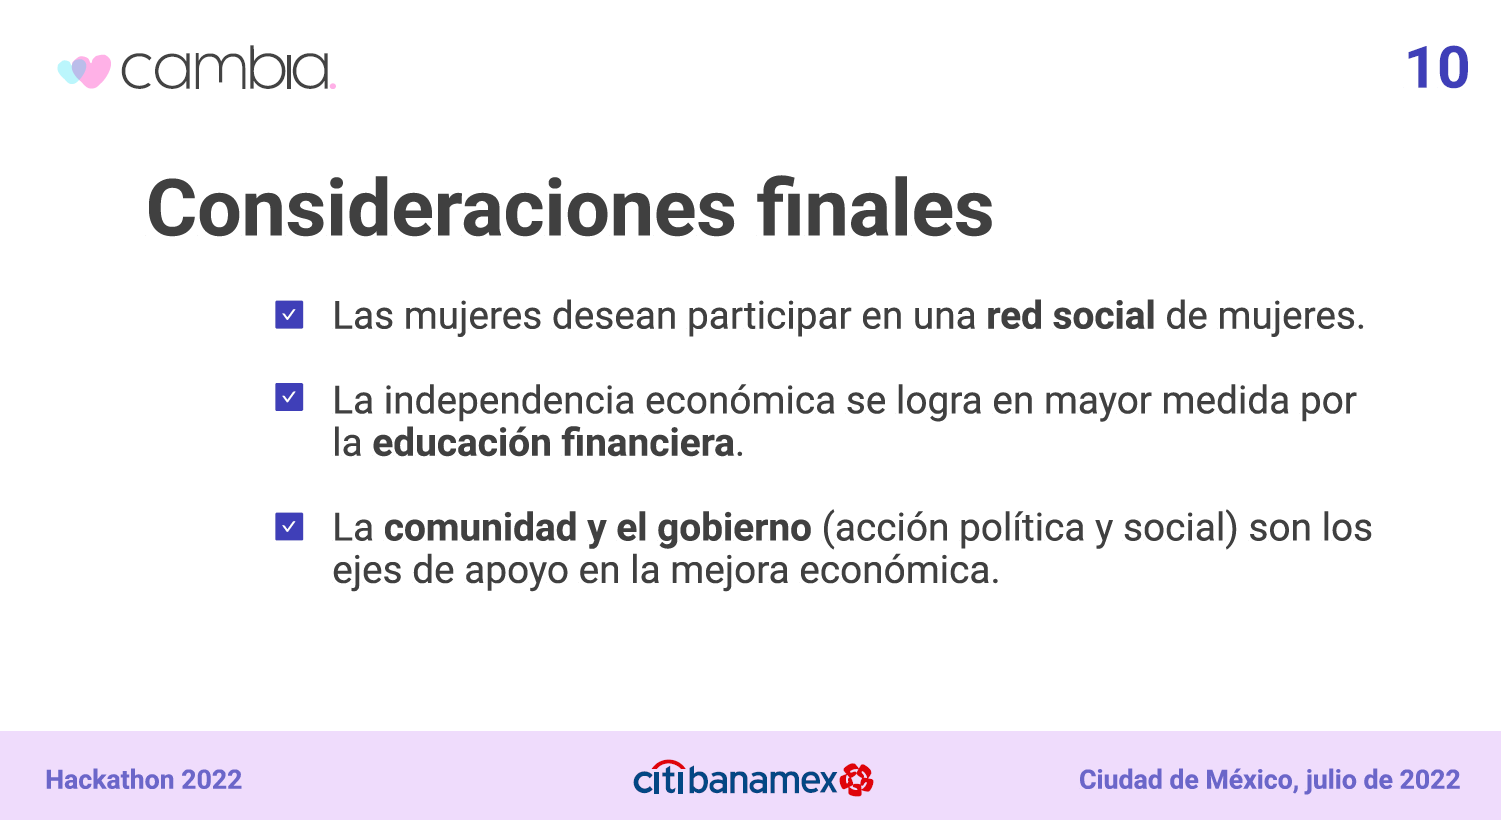 cambia.
10
Consideraciones finales
Las mujeres desean participar en una red social de mujeres.
La independencia económica se logra en mayor medida por
la educación financiera.
La comunidad y el gobierno (acción política y social) son los
ejes de apoyo en la mejora económica.
Hackathon 2022
citibanamex
Ciudad de México, julio de 2022